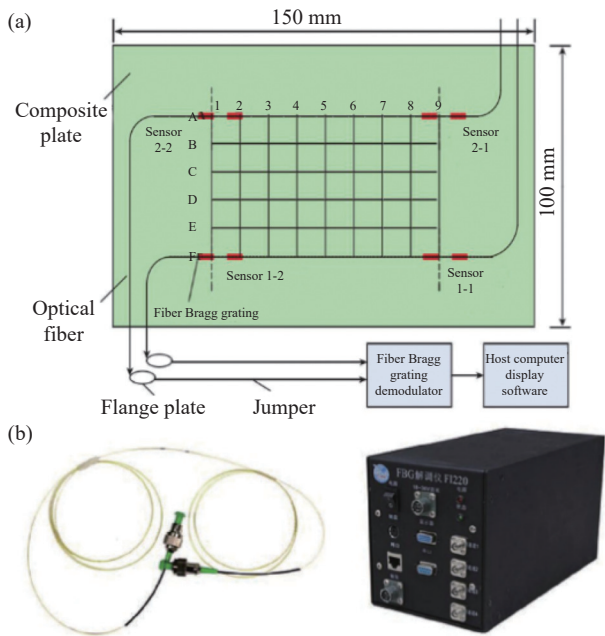 (a)
150 mm
Composite
plate
1 2 3 4 5 6 7 8 9
A
Sensor
2-2
Sensor
2-1
B
C
D
E
F
100 mm
Sensor 1-2
Sensor
1-1
Fiber Bragg grating
Optical
fiber
Fiber Bragg
grating
demodulator
Host computer
display
software
Flange plate
Jumper
(b)
FBG解调仪 FI220